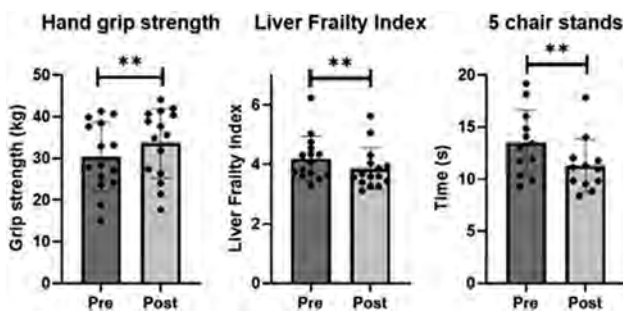 Hand grip strength
**
Grip strength (kg)
50
40
30
20
10
0
Pre Post
Liver Frailty Index
**
Liver Frailty Index
6
4
2
0
Pre Post
5 chair stands
**
Time (s)
20
15
10
5
0
Pre Post